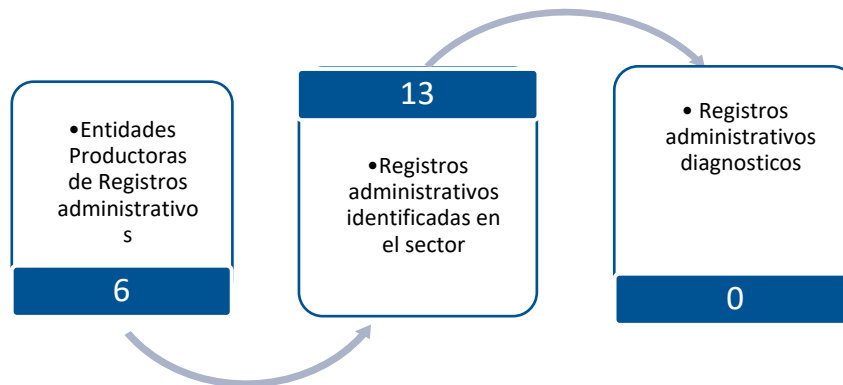 •Entidades
Productoras
de Registros
administrativo
s
6
13
•Registros
administrativos
identificadas en
el sector
• Registros
administrativos
diagnosticos
0